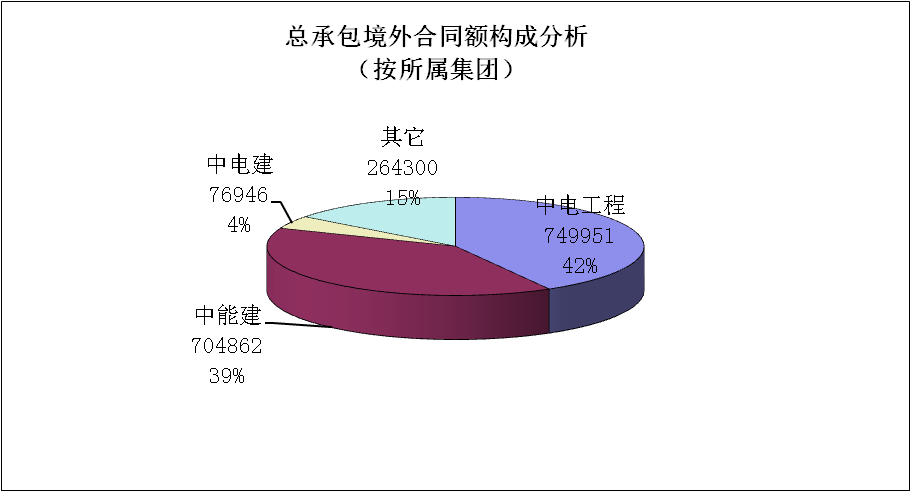 总承包境外合同额构成分析
（按所属集团）
其它
264300
15%
中电建
76946
4%
中电工程
749951
42%
中能建
704862
39%